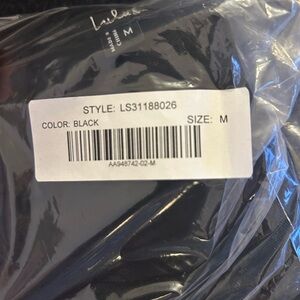 Lulus
M
STYLE: LS31188026
COLOR: BLACK SIZE: M
AA948742-02-M